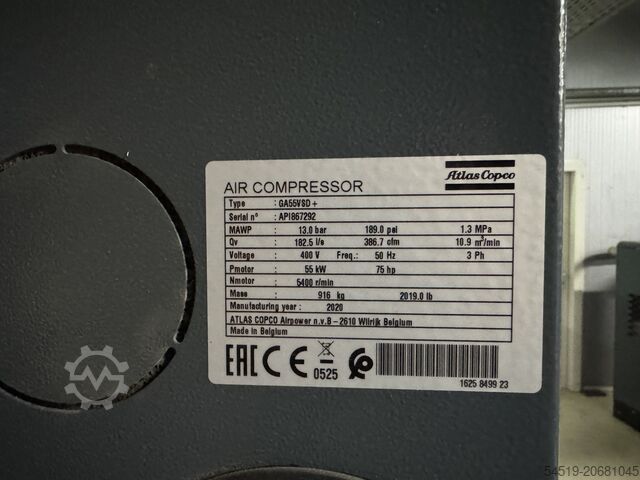 Atlas Copco
AIR COMPRESSOR
Type : GA55VSD+
Serial n° : API867292
MAWP : 13.0 bar 189.0 psi 1.3 MPa
Qv : 182.5 l/s 386.7 cfm 10.9 m³/min
Voltage : 400 V Freq.: 50 Hz 3 Ph
Pmotor : 55 kW 75 hp
Nmotor : 5400 r/min
Mass : 916 kg 2019.0 lb
Manufacturing year : 2020
ATLAS COPCO Airpower n.v.B - 2610 Wilrijk Belgium
Made in Belgium
EAC CE 0525
1625 8499 23
54519-20681045